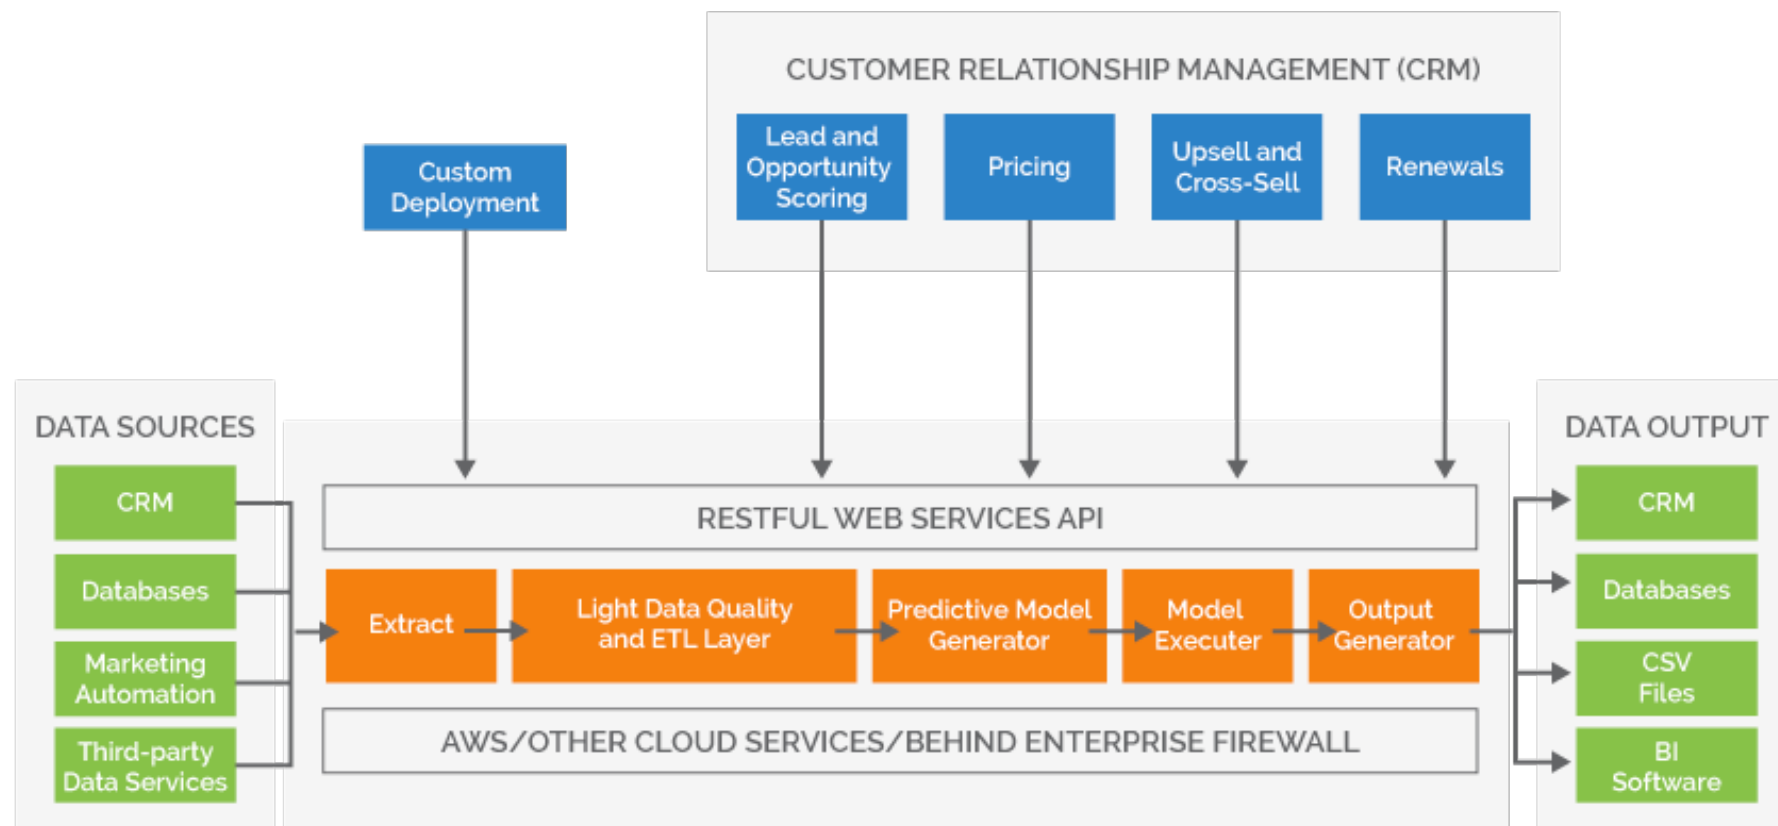 CUSTOMER RELATIONSHIP MANAGEMENT (CRM)
Lead and
Opportunity
Scoring
Pricing
Upsell and
Cross-Sell
Renewals
Custom
Deployment
DATA SOURCES
CRM
Databases
Marketing
Automation
Third-party
Data Services
RESTFUL WEB SERVICES API
Extract
Light Data Quality
and ETL Layer
Predictive Model
Generator
Model
Executer
Output
Generator
AWS/OTHER CLOUD SERVICES/BEHIND ENTERPRISE FIREWALL
DATA OUTPUT
CRM
Databases
CSV
Files
BI
Software